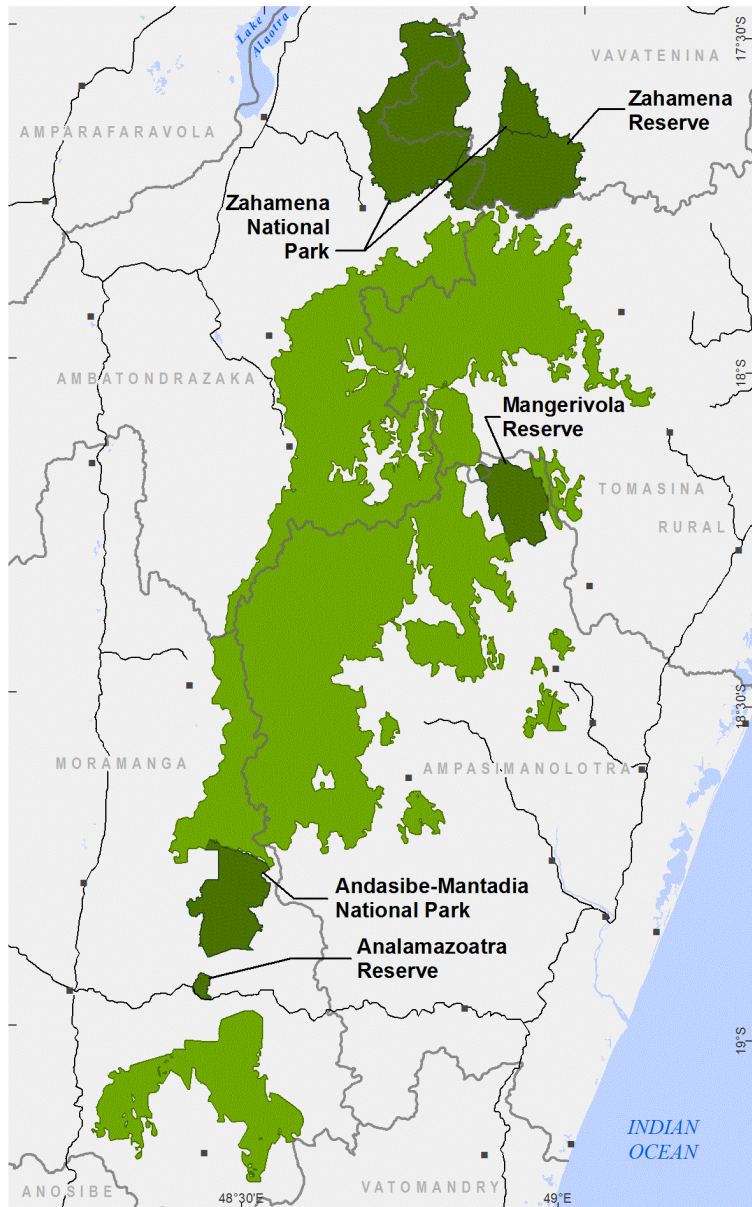 Lake
Alaotra
17°30'S
VAVATENINA
AMPARAFARAVOLA
Zahamena
Reserve
Zahamena
National
Park
18°S
AMBATONDRAZAKA
Mangerivola
Reserve
TOMASINA
RURAL
18°30'S
MORAMANGA
AMPASIMANOLOTRA
Andasibe-Mantadia
National Park
Analamazoatra
Reserve
19°S
INDIAN
OCEAN
ANOSIBE
VATOMANDRY
48°30'E
49°E